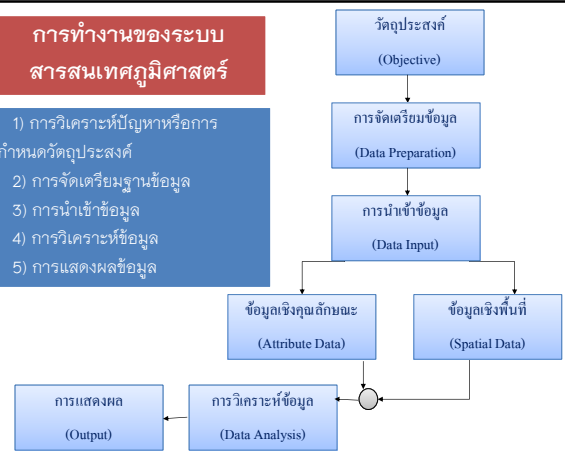 การทำงานของระบบ
สารสนเทศภูมิศาสตร์
1) การวิเคราะห์ปัญหาหรือการ
กำหนดวัตถุประสงค์
2) การจัดเตรียมฐานข้อมูล
3) การนำเข้าข้อมูล
4) การวิเคราะห์ข้อมูล
5) การแสดงผลข้อมูล
วัตถุประสงค์
(Objective)
การจัดเตรียมข้อมูล
(Data Preparation)
การนำเข้าข้อมูล
(Data Input)
ข้อมูลเชิงคุณลักษณะ
(Attribute Data)
ข้อมูลเชิงพื้นที่
(Spatial Data)
การแสดงผล
(Output)
การวิเคราะห์ข้อมูล
(Data Analysis)